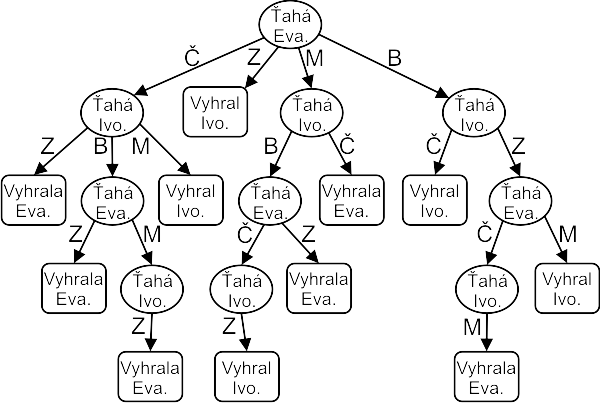 Ťahá
Eva.
Č
Z
M
B
Ťahá
Ivo.
Vyhral
Ivo.
Ťahá
Ivo.
Ťahá
Ivo.
Z
B
M
B
Č
Č
Z
Vyhrala
Eva.
Ťahá
Eva.
Vyhral
Ivo.
Ťahá
Eva.
Vyhrala
Eva.
Vyhral
Ivo.
Ťahá
Eva.
Z
M
Č
Z
Č
M
Vyhrala
Eva.
Ťahá
Ivo.
Ťahá
Ivo.
Vyhrala
Eva.
Ťahá
Ivo.
Vyhral
Ivo.
Z
Z
M
Vyhrala
Eva.
Vyhral
Ivo.
Vyhrala
Eva.